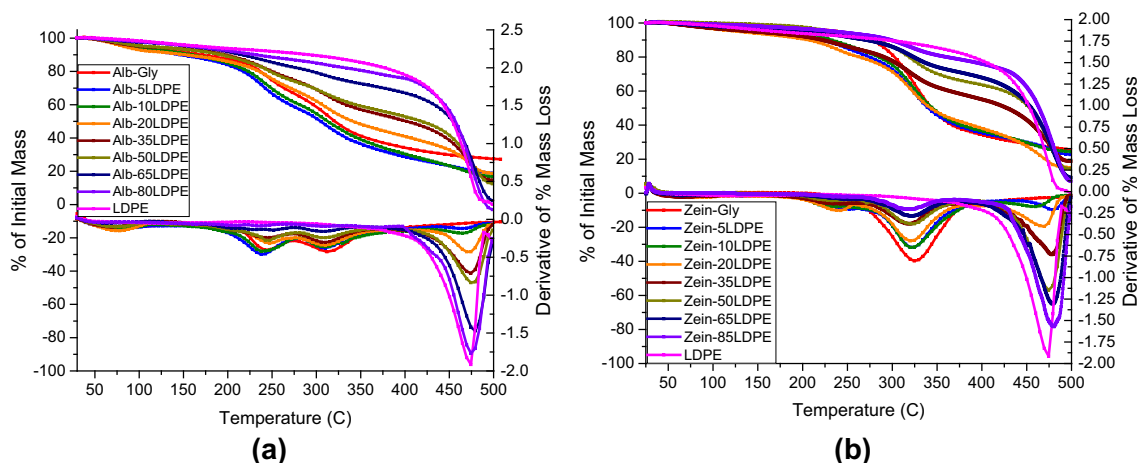 100
80
60
40
20
0
-20
-40
-60
-80
-100
% of Initial Mass
Alb-Gly
Alb-5LDPE
Alb-10LDPE
Alb-20LDPE
Alb-35LDPE
Alb-50LDPE
Alb-65LDPE
Alb-80LDPE
LDPE
2.5
2.0
1.5
1.0
0.5
0.0
-0.5
-1.0
-1.5
-2.0
Derivative of % Mass Loss
50 100 150 200 250 300 350 400 450 500
Temperature (C)
(a)
100
80
60
40
20
0
-20
-40
-60
-80
-100
% of Initial Mass
Zein-Gly
Zein-5LDPE
Zein-10LDPE
Zein-20LDPE
Zein-35LDPE
Zein-50LDPE
Zein-65LDPE
Zein-85LDPE
LDPE
2.00
1.75
1.50
1.25
1.00
0.75
0.50
0.25
0.00
-0.25
-0.50
-0.75
-1.00
-1.25
-1.50
-1.75
-2.00
Derivative of % Mass Loss
50 100 150 200 250 300 350 400 450 500
Temperature (C)
(b)